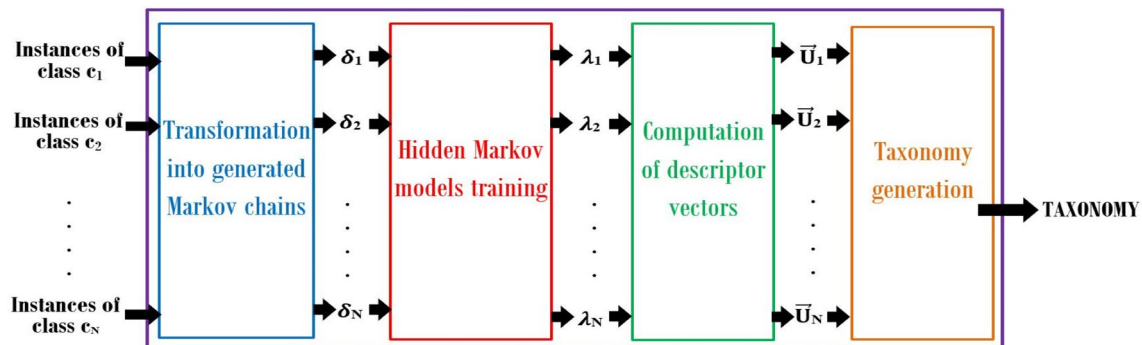 Instances of
class c₁
Instances of
class c₂
Instances of
class c_N
Transformation
into generated
Markov chains
δ₁
δ₂
δ_N
Hidden Markov
models training
λ₁
λ₂
λ_N
Computation
of descriptor
vectors
U⃗₁
U⃗₂
U⃗_N
Taxonomy
generation
TAXONOMY